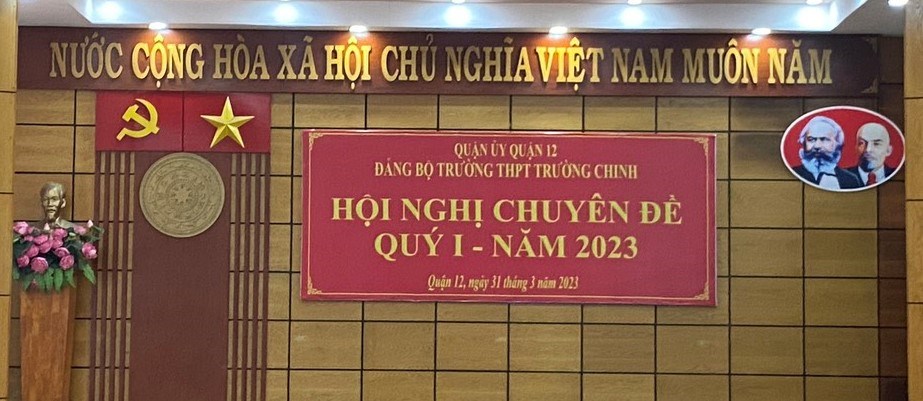 NƯỚC CỘNG HÒA XÃ HỘI CHỦ NGHĨA VIỆT NAM MUÔN NĂM
QUẬN ỦY QUẬN 12
ĐẢNG BỘ TRƯỜNG THPT TRƯỜNG CHINH
HỘI NGHỊ CHUYÊN ĐỀ
QUÝ I - NĂM 2023
Quận 12, ngày 31 tháng 3 năm 2023